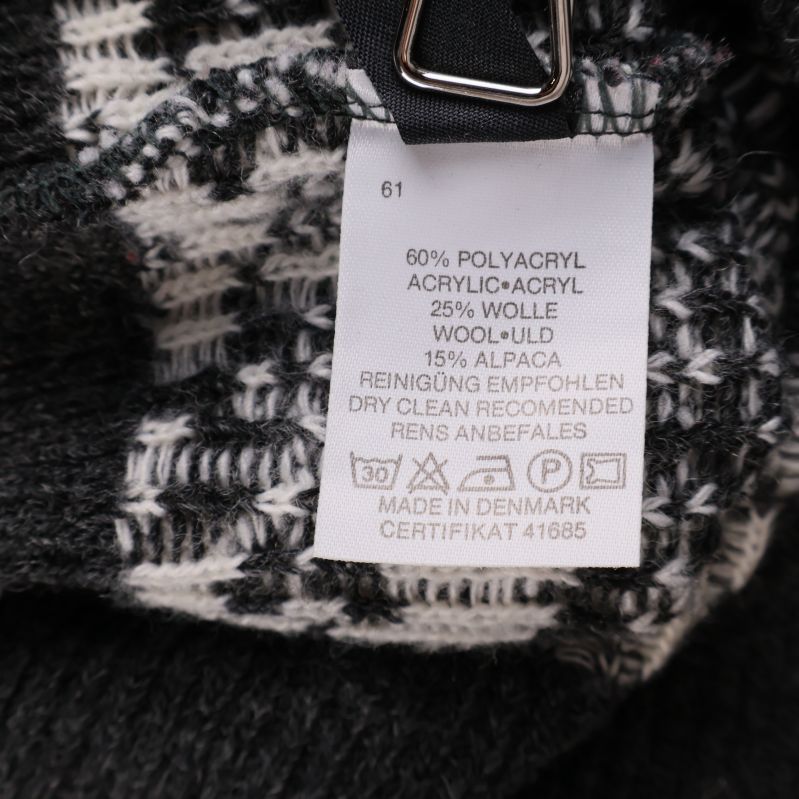 61
60% POLYACRYL
ACRYLIC•ACRYL
25% WOLLE
WOOL•ULD
15% ALPACA
REINIGÜNG EMPFOHLEN
DRY CLEAN RECOMENDED
RENS ANBEFALES
30 P
MADE IN DENMARK
CERTIFIKAT 41685